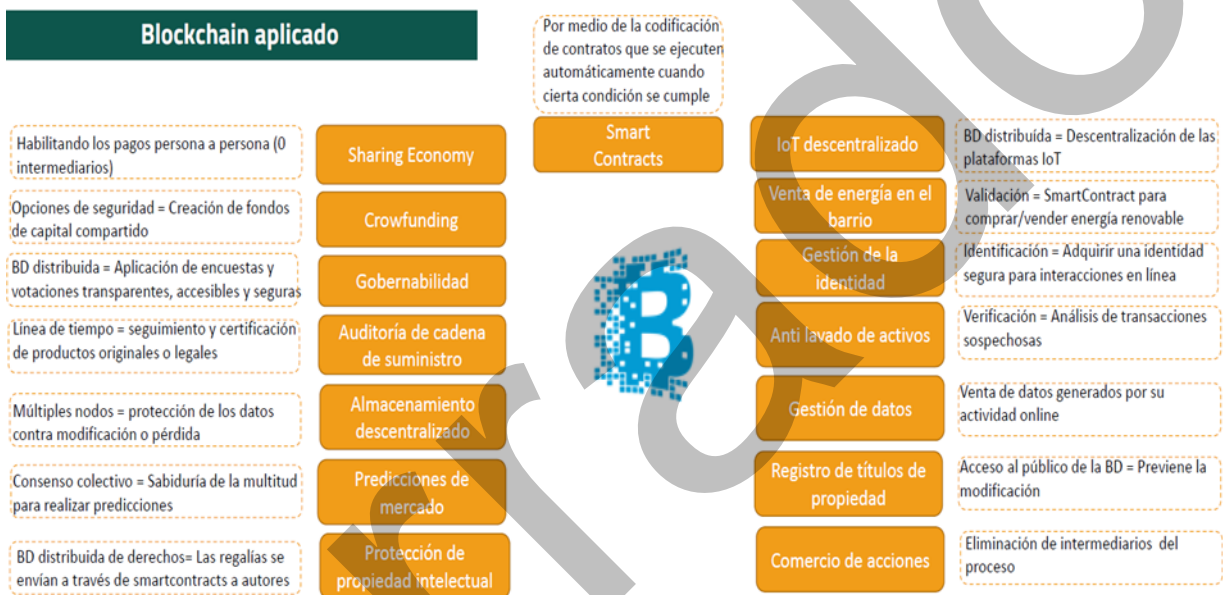 Blockchain aplicado
Por medio de la codificación
de contratos que se ejecuten
automáticamente cuando
cierta condición se cumple
Smart
Contracts
Habilitando los pagos persona a persona (0
intermediarios)
Sharing Economy
Opciones de seguridad = Creación de fondos
de capital compartido
Crowfunding
BD distribuida = Aplicación de encuestas y
votaciones transparentes, accesibles y seguras
Gobernabilidad
Línea de tiempo = seguimiento y certificación
de productos originales o legales
Auditoría de cadena
de suministro
Múltiples nodos = protección de los datos
contra modificación o pérdida
Almacenamiento
descentralizado
Consenso colectivo = Sabiduría de la multitud
para realizar predicciones
Predicciones de
mercado
BD distribuida de derechos= Las regalías se
envían a través de smartcontracts a autores
Protección de
propiedad intelectual
IoT descentralizado
BD distribuída = Descentralización de las
plataformas IoT
Venta de energía en el
barrio
Validación = SmartContract para
comprar/vender energía renovable
Gestión de la
identidad
Identificación = Adquirir una identidad
segura para interacciones en línea
Anti lavado de activos
Verificación = Análisis de transacciones
sospechosas
Gestión de datos
Venta de datos generados por su
actividad online
Registro de títulos de
propiedad
Acceso al público de la BD = Previene la
modificación
Comercio de acciones
Eliminación de intermediarios del
proceso